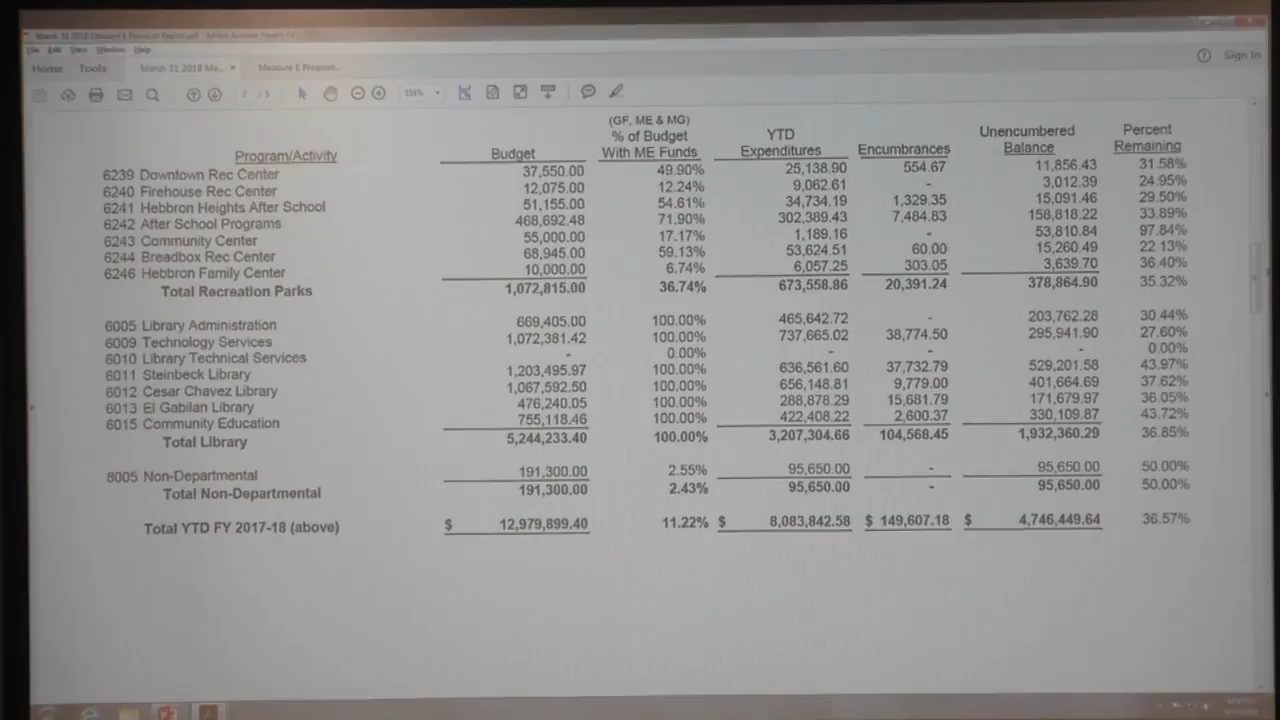 Home Tools March 31 2018 Me... Measure E Propose... Sign In
155%
(GF, ME & MG)
% of Budget YTD Unencumbered Percent
Program/Activity Budget With ME Funds Expenditures Encumbrances Balance Remaining
6239 Downtown Rec Center 37,550.00 49.90% 25,138.90 554.67 11,856.43 31.58%
6240 Firehouse Rec Center 12,075.00 12.24% 9,062.61 - 3,012.39 24.95%
6241 Hebbron Heights After School 51,155.00 54.61% 34,734.19 1,329.35 15,091.46 29.50%
6242 After School Programs 468,692.48 71.90% 302,389.43 7,484.83 158,818.22 33.89%
6243 Community Center 55,000.00 17.17% 1,189.16 - 53,810.84 97.84%
6244 Breadbox Rec Center 68,945.00 59.13% 53,624.51 60.00 15,260.49 22.13%
6246 Hebbron Family Center 10,000.00 6.74% 6,057.25 303.05 3,639.70 36.40%
Total Recreation Parks 1,072,815.00 36.74% 673,558.86 20,391.24 378,864.90 35.32%
6005 Library Administration 669,405.00 100.00% 465,642.72 - 203,762.28 30.44%
6009 Technology Services 1,072,381.42 100.00% 737,665.02 38,774.50 295,941.90 27.60%
6010 Library Technical Services - 0.00% - - - 0.00%
6011 Steinbeck Library 1,203,495.97 100.00% 636,561.60 37,732.79 529,201.58 43.97%
6012 Cesar Chavez Library 1,067,592.50 100.00% 656,148.81 9,779.00 401,664.69 37.62%
6013 El Gabilan Library 476,240.05 100.00% 288,878.29 15,681.79 171,679.97 36.05%
6015 Community Education 755,118.46 100.00% 422,408.22 2,600.37 330,109.87 43.72%
Total Library 5,244,233.40 100.00% 3,207,304.66 104,568.45 1,932,360.29 36.85%
8005 Non-Departmental 191,300.00 2.55% 95,650.00 - 95,650.00 50.00%
Total Non-Departmental 191,300.00 2.43% 95,650.00 - 95,650.00 50.00%
Total YTD FY 2017-18 (above) $ 12,979,899.40 11.22% $ 8,083,842.58 $ 149,607.18 $ 4,746,449.64 36.57%